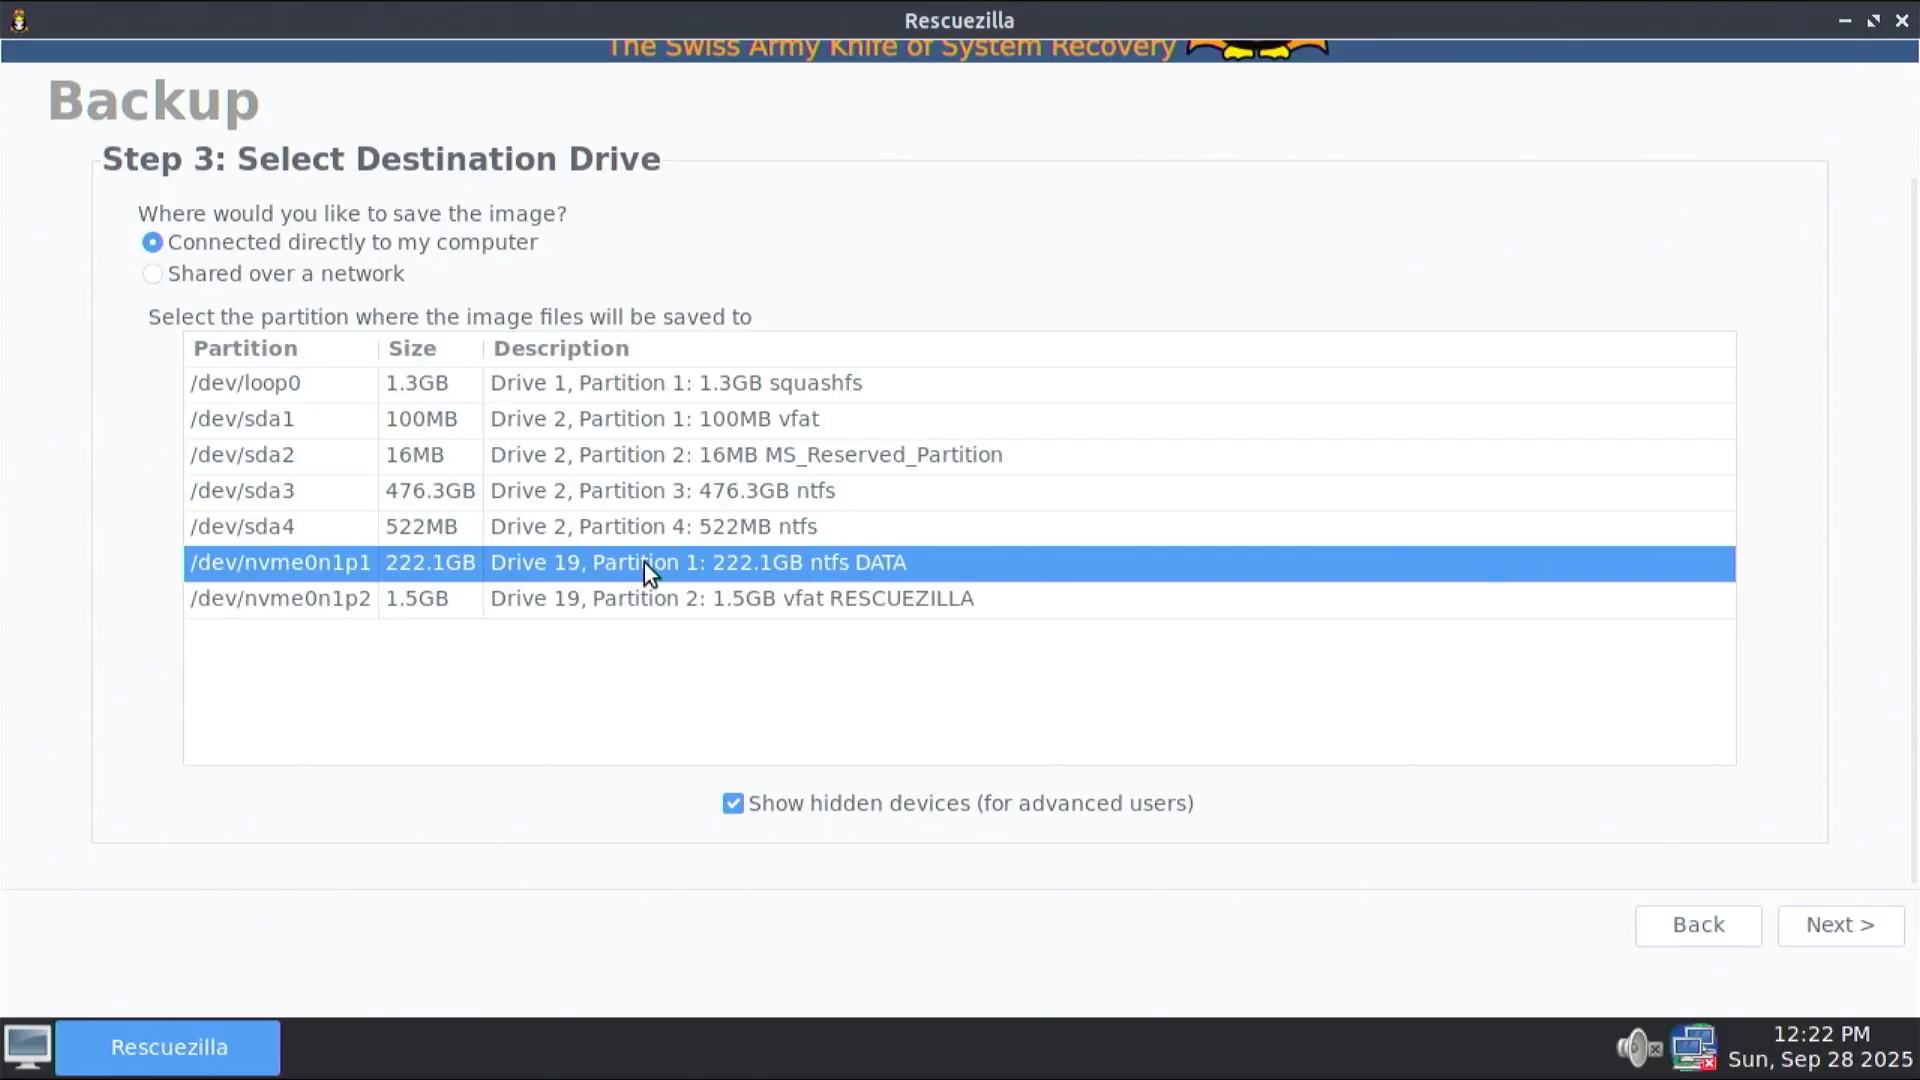 Rescuezilla
The Swiss Army Knife of System Recovery
Backup
Step 3: Select Destination Drive
Where would you like to save the image?
Connected directly to my computer
Shared over a network
Select the partition where the image files will be saved to
Partition Size Description
/dev/loop0 1.3GB Drive 1, Partition 1: 1.3GB squashfs
/dev/sda1 100MB Drive 2, Partition 1: 100MB vfat
/dev/sda2 16MB Drive 2, Partition 2: 16MB MS_Reserved_Partition
/dev/sda3 476.3GB Drive 2, Partition 3: 476.3GB ntfs
/dev/sda4 522MB Drive 2, Partition 4: 522MB ntfs
/dev/nvme0n1p1 222.1GB Drive 19, Partition 1: 222.1GB ntfs DATA
/dev/nvme0n1p2 1.5GB Drive 19, Partition 2: 1.5GB vfat RESCUEZILLA
Show hidden devices (for advanced users)
Back Next >
Rescuezilla
12:22 PM
Sun, Sep 28 2025